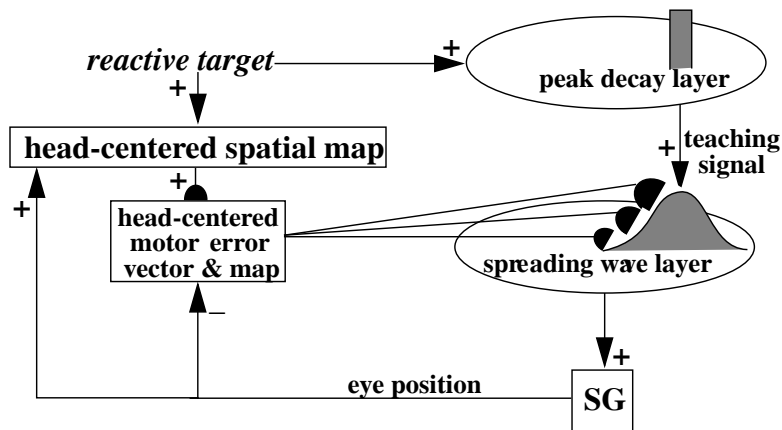 reactive target
+
+
peak decay layer
head-centered spatial map
+
teaching
signal
+
+
head-centered
motor error
vector & map
spreading wave layer
−
+
eye position
SG